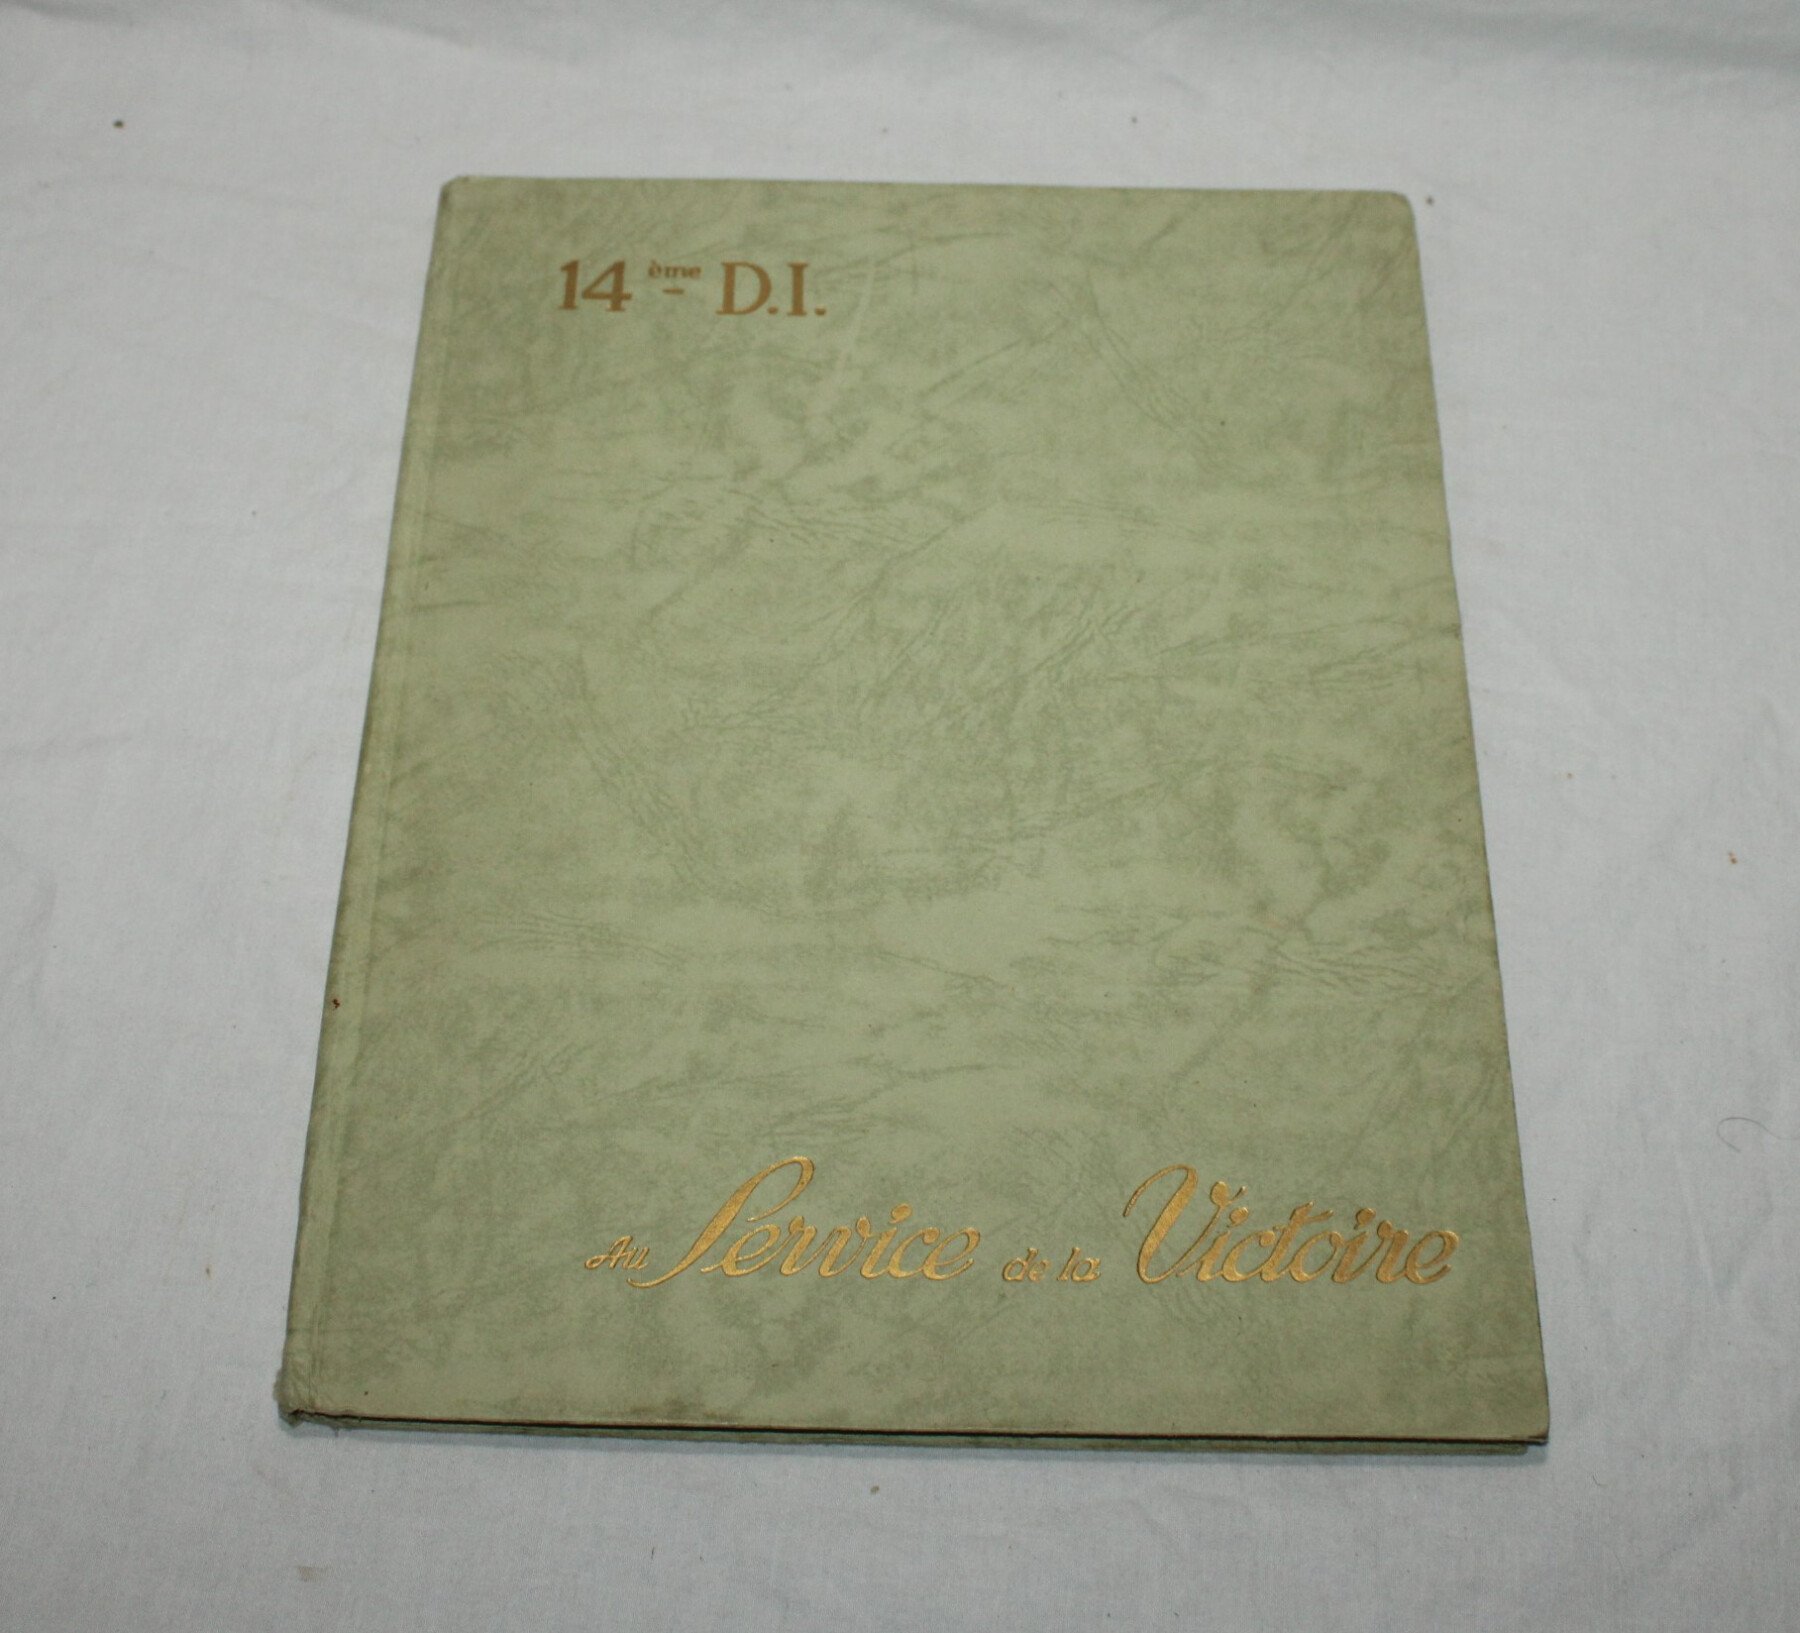 14ème D.I.
Au Service de la Victoire